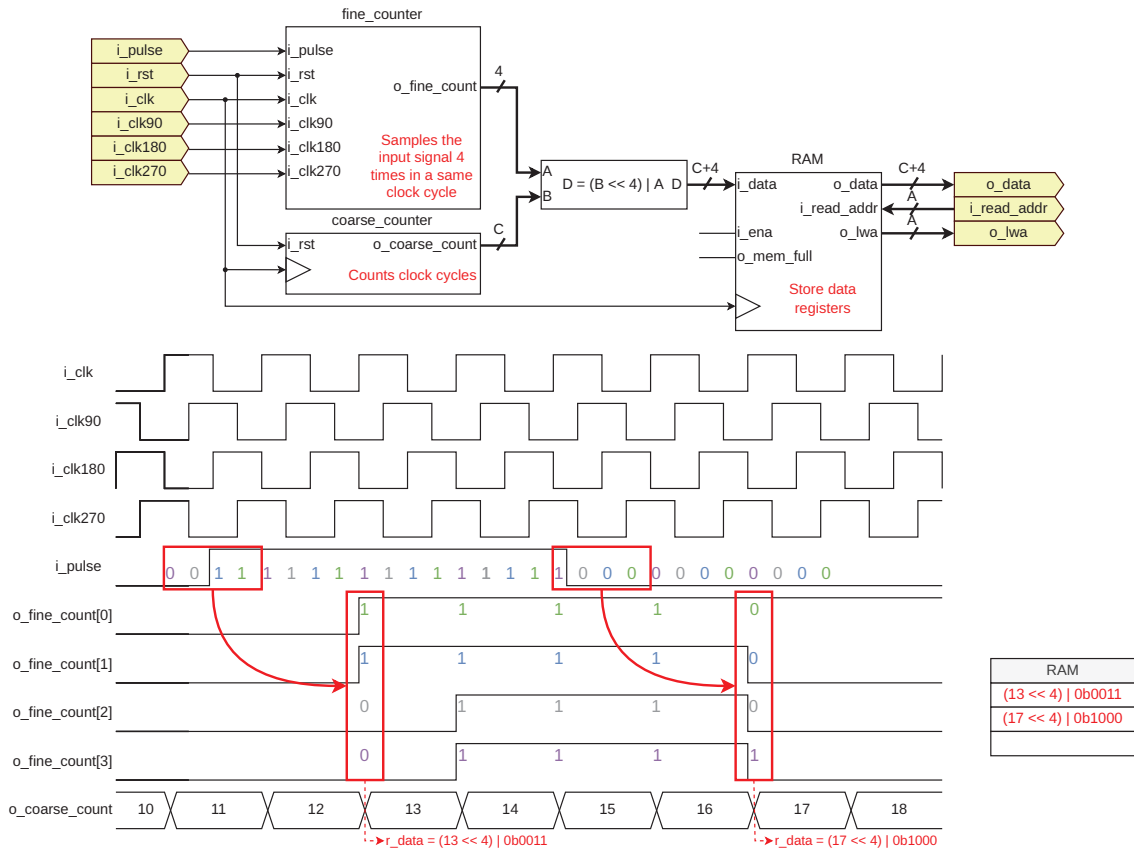 fine_counter
i_pulse
i_rst
i_clk
i_clk90
i_clk180
i_clk270
i_pulse
i_rst
i_clk
i_clk90
i_clk180
i_clk270
o_fine_count
4
Samples the
input signal 4
times in a same
clock cycle
coarse_counter
i_rst
o_coarse_count
C
Counts clock cycles
A
B
D = (B << 4) | A D
C+4
RAM
i_data
i_ena
o_mem_full
o_data
i_read_addr
o_lwa
Store data
registers
C+4
A
A
o_data
i_read_addr
o_lwa
i_clk
i_clk90
i_clk180
i_clk270
i_pulse
0 0 1 1 1 1 1 1 1 1 1 1 1 1 1 1 1 0 0 0 0 0 0 0 0 0 0 0
o_fine_count[0]
1 1 1 1 0
o_fine_count[1]
1 1 1 1 0
o_fine_count[2]
0 1 1 1 0
o_fine_count[3]
0 1 1 1 1
o_coarse_count
10 11 12 13 14 15 16 17 18
r_data = (13 << 4) | 0b0011
r_data = (17 << 4) | 0b1000
RAM
(13 << 4) | 0b0011
(17 << 4) | 0b1000